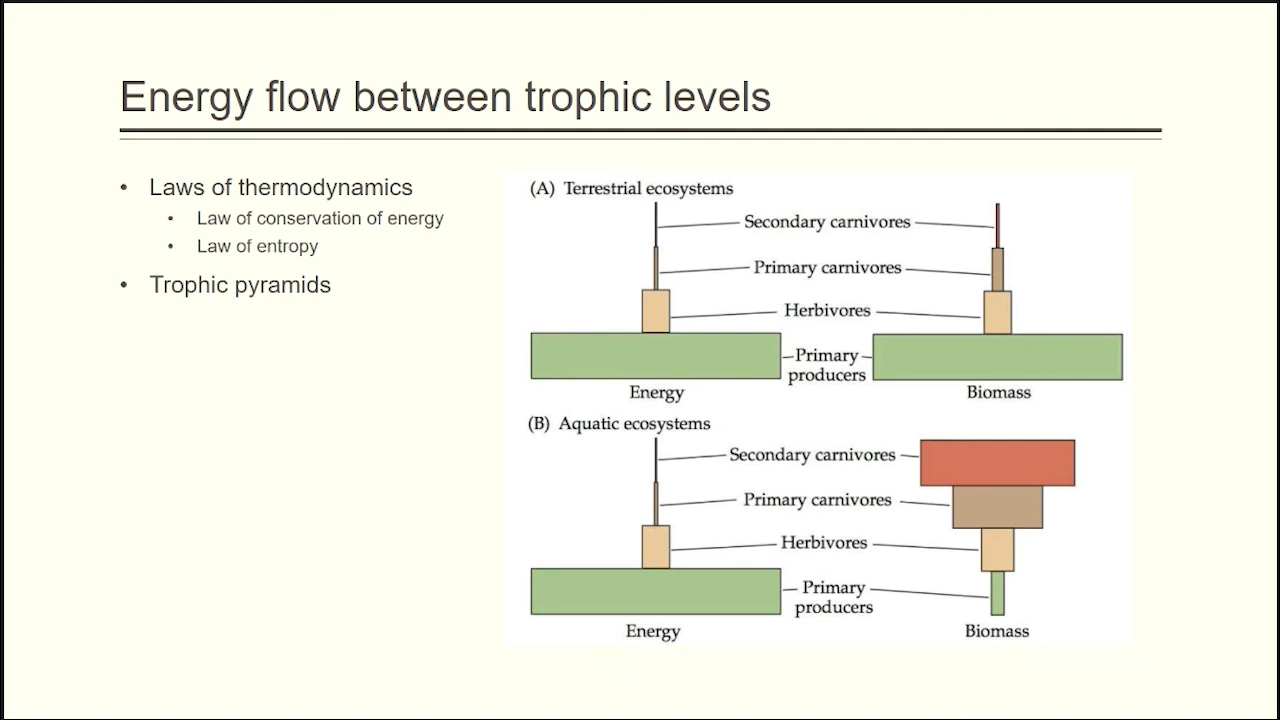 Energy flow between trophic levels
• Laws of thermodynamics
• Law of conservation of energy
• Law of entropy
• Trophic pyramids
(A) Terrestrial ecosystems
Secondary carnivores
Primary carnivores
Herbivores
Primary
producers
Energy
Biomass
(B) Aquatic ecosystems
Secondary carnivores
Primary carnivores
Herbivores
Primary
producers
Energy
Biomass